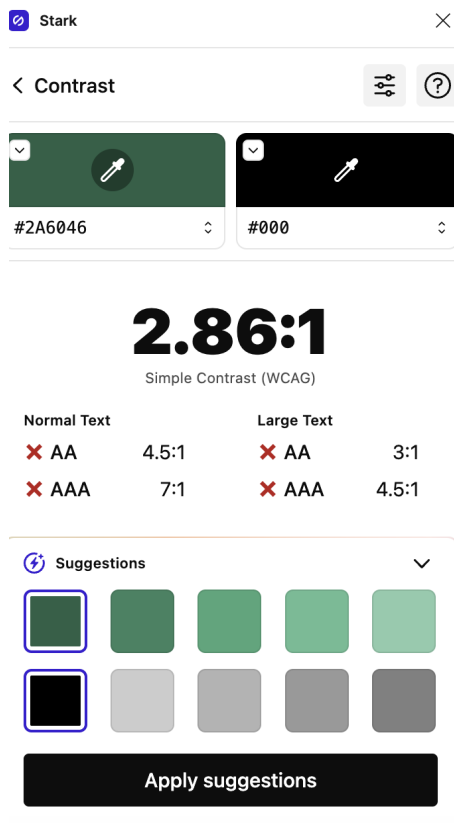 Stark
Contrast
#2A6046
#000
2.86:1
Simple Contrast (WCAG)
Normal Text
AA 4.5:1
AAA 7:1
Large Text
AA 3:1
AAA 4.5:1
Suggestions
Apply suggestions